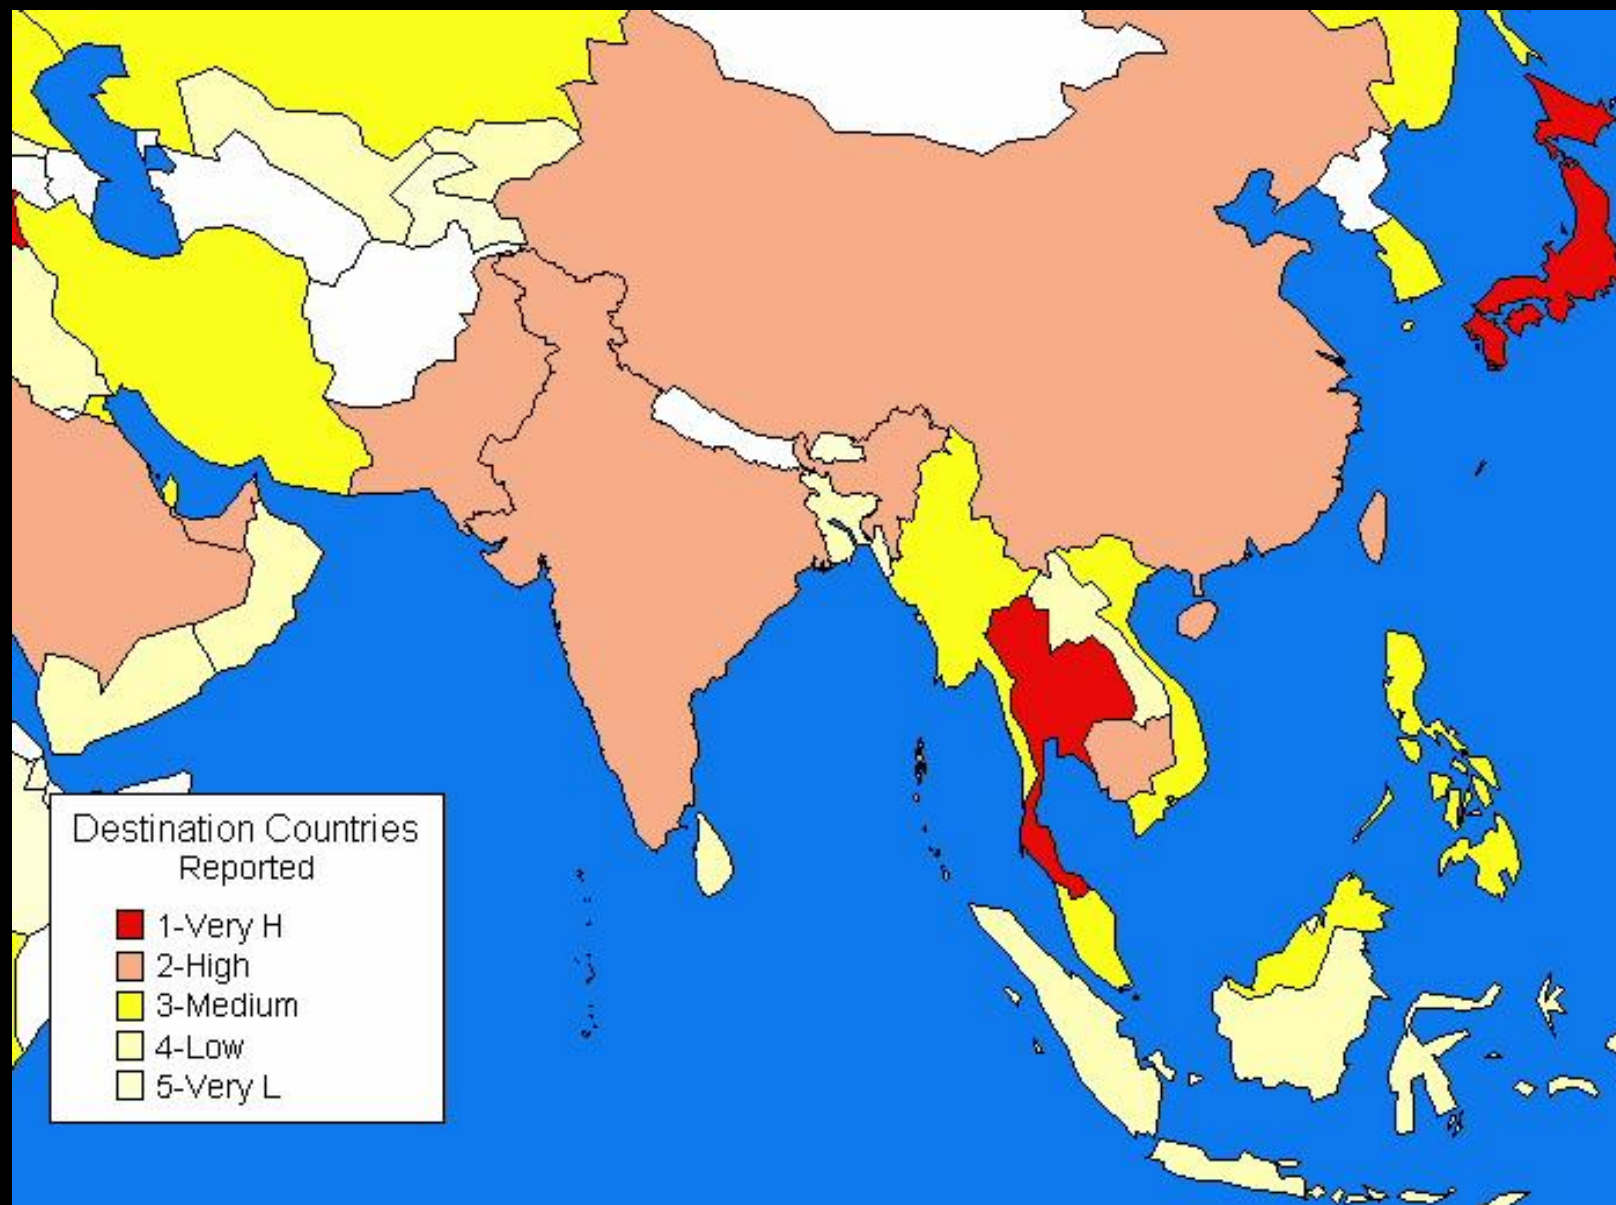 Destination Countries
Reported
1-Very H
2-High
3-Medium
4-Low
5-Very L